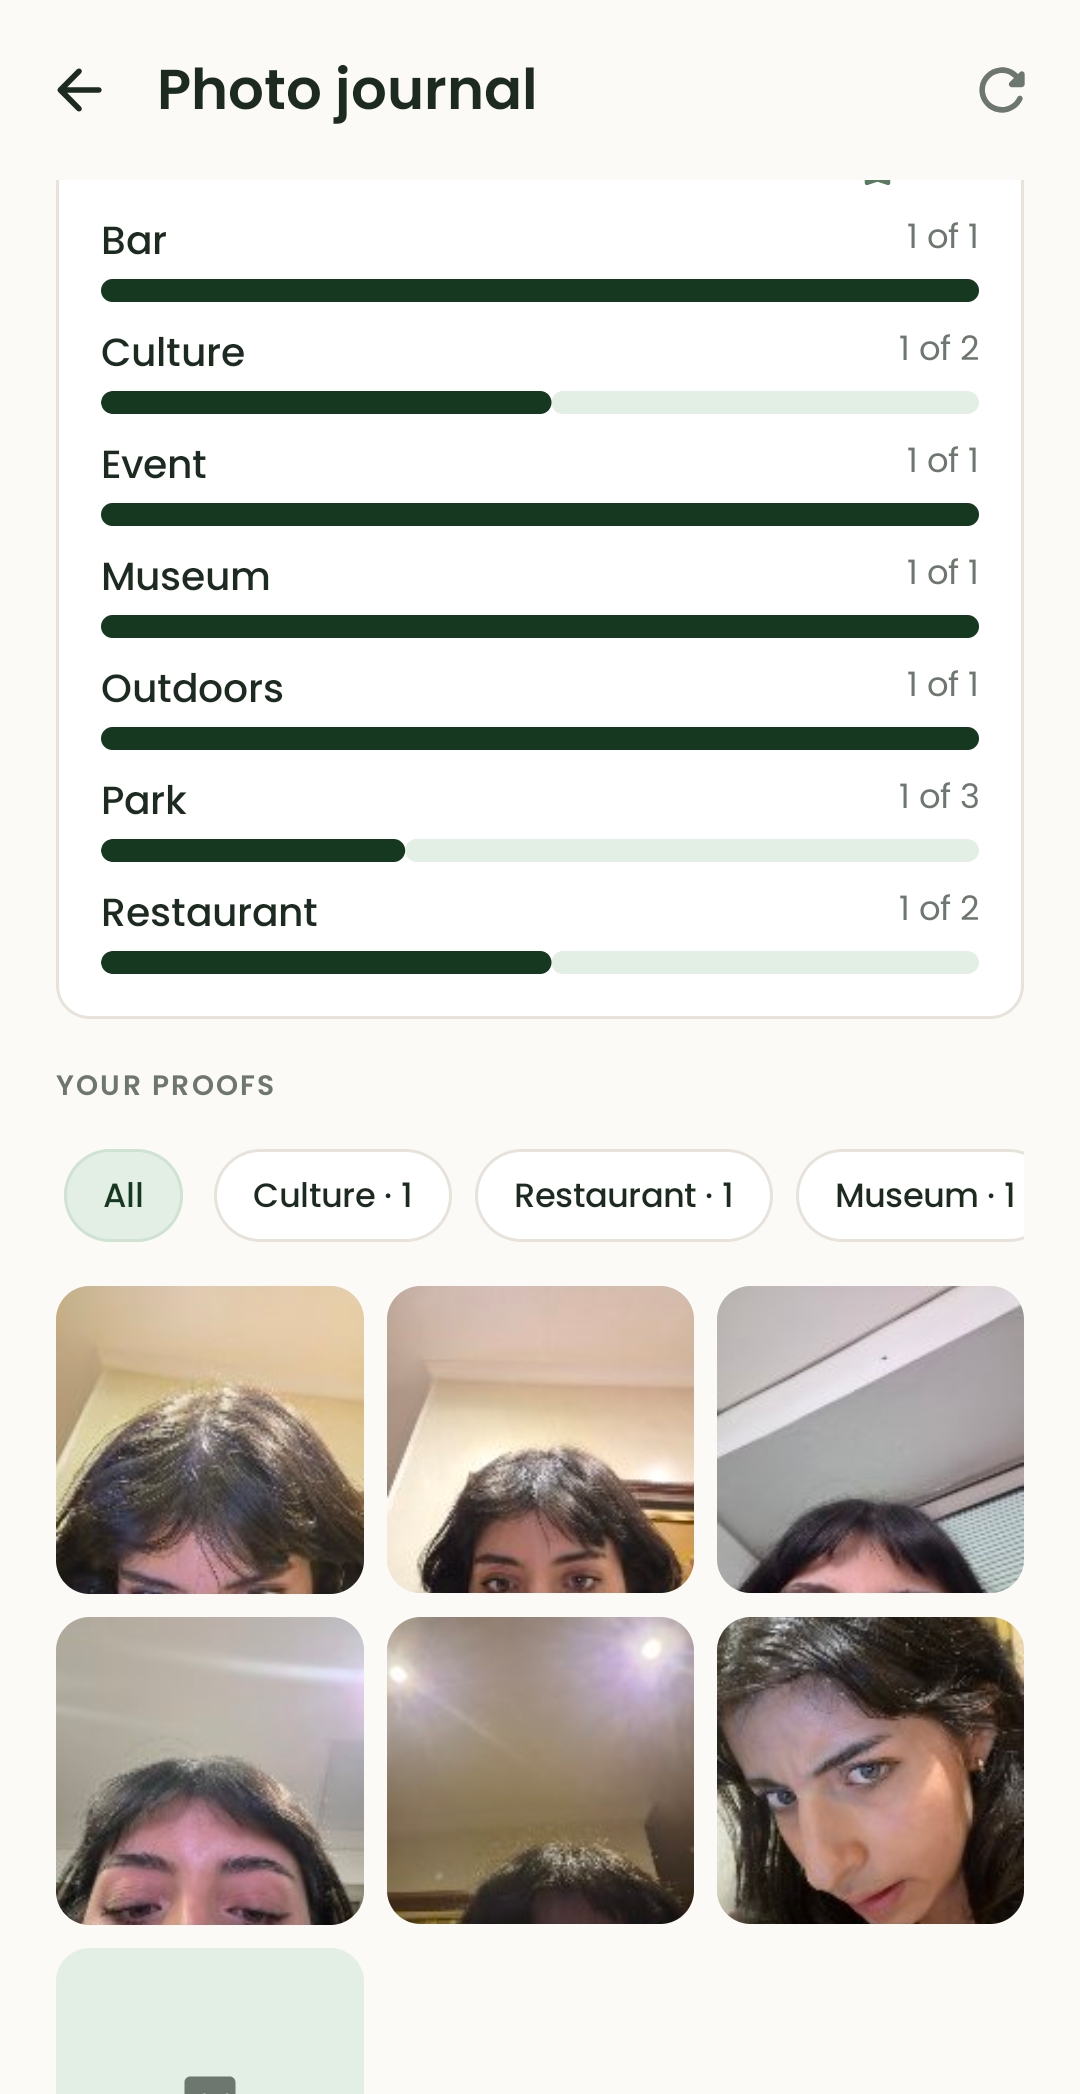 Photo journal
Bar 1 of 1
Culture 1 of 2
Event 1 of 1
Museum 1 of 1
Outdoors 1 of 1
Park 1 of 3
Restaurant 1 of 2
YOUR PROOFS
All Culture · 1 Restaurant · 1 Museum · 1